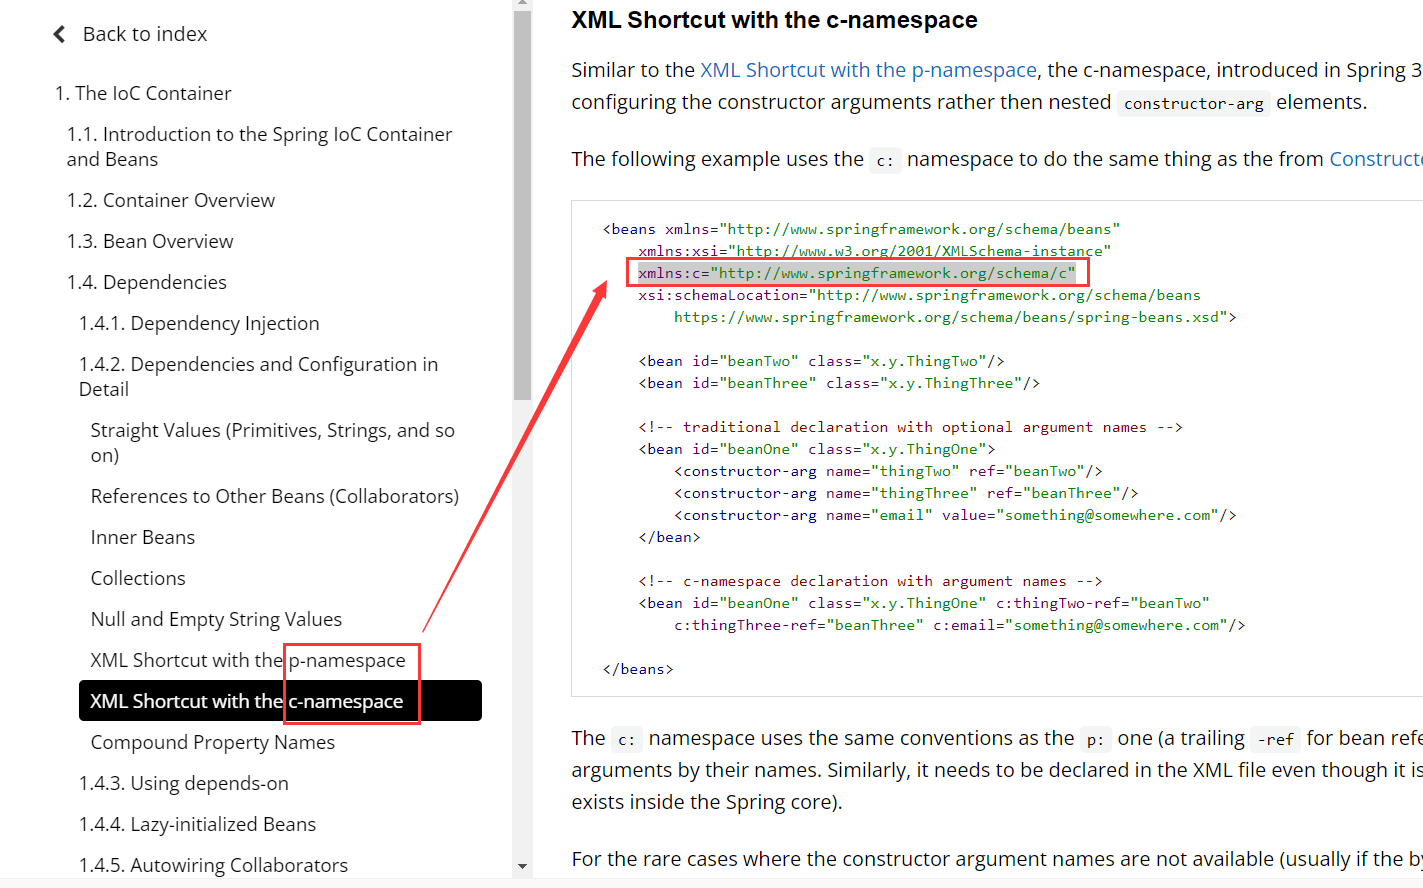 Back to index
1. The IoC Container
1.1. Introduction to the Spring IoC Container
and Beans
1.2. Container Overview
1.3. Bean Overview
1.4. Dependencies
1.4.1. Dependency Injection
1.4.2. Dependencies and Configuration in
Detail
Straight Values (Primitives, Strings, and so
on)
References to Other Beans (Collaborators)
Inner Beans
Collections
Null and Empty String Values
XML Shortcut with the p-namespace
XML Shortcut with the c-namespace
Compound Property Names
1.4.3. Using depends-on
1.4.4. Lazy-initialized Beans
1.4.5. Autowiring Collaborators
XML Shortcut with the c-namespace
Similar to the XML Shortcut with the p-namespace, the c-namespace, introduced in Spring 3
configuring the constructor arguments rather then nested constructor-arg elements.
The following example uses the c: namespace to do the same thing as the from Constructo
<beans xmlns="http://www.springframework.org/schema/beans"
    xmlns:xsi="http://www.w3.org/2001/XMLSchema-instance"
    xmlns:c="http://www.springframework.org/schema/c"
    xsi:schemaLocation="http://www.springframework.org/schema/beans
        https://www.springframework.org/schema/beans/spring-beans.xsd">
    <bean id="beanTwo" class="x.y.ThingTwo"/>
    <bean id="beanThree" class="x.y.ThingThree"/>
    <!-- traditional declaration with optional argument names -->
    <bean id="beanOne" class="x.y.ThingOne">
        <constructor-arg name="thingTwo" ref="beanTwo"/>
        <constructor-arg name="thingThree" ref="beanThree"/>
        <constructor-arg name="email" value="something@somewhere.com"/>
    </bean>
    <!-- c-namespace declaration with argument names -->
    <bean id="beanOne" class="x.y.ThingOne" c:thingTwo-ref="beanTwo"
        c:thingThree-ref="beanThree" c:email="something@somewhere.com"/>
</beans>
The c: namespace uses the same conventions as the p: one (a trailing -ref for bean refe
arguments by their names. Similarly, it needs to be declared in the XML file even though it is
exists inside the Spring core).
For the rare cases where the constructor argument names are not available (usually if the by